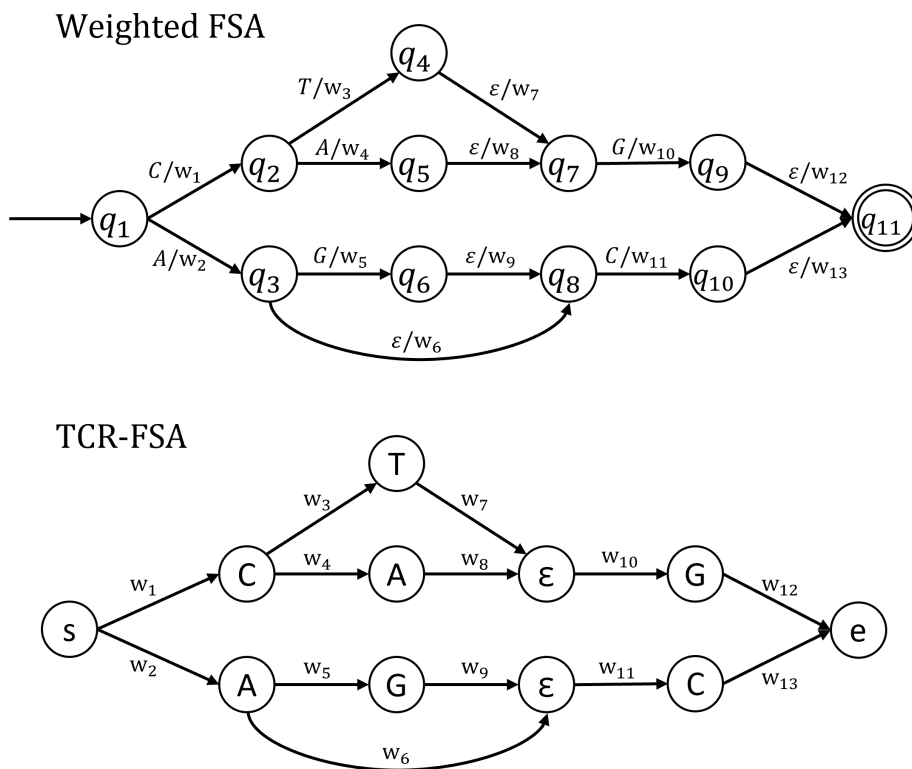 Weighted FSA
q₄
T/w₃
ε/w₇
q₂
A/w₄
q₅
ε/w₈
q₇
G/w₁₀
q₉
C/w₁
ε/w₁₂
q₁
q₁₁
A/w₂
q₃
G/w₅
q₆
ε/w₉
q₈
C/w₁₁
q₁₀
ε/w₁₃
ε/w₆
TCR-FSA
T
w₃
w₇
C
w₄
A
w₈
ε
w₁₀
G
w₁
w₁₂
s
e
w₂
A
w₅
G
w₉
ε
w₁₁
C
w₁₃
w₆